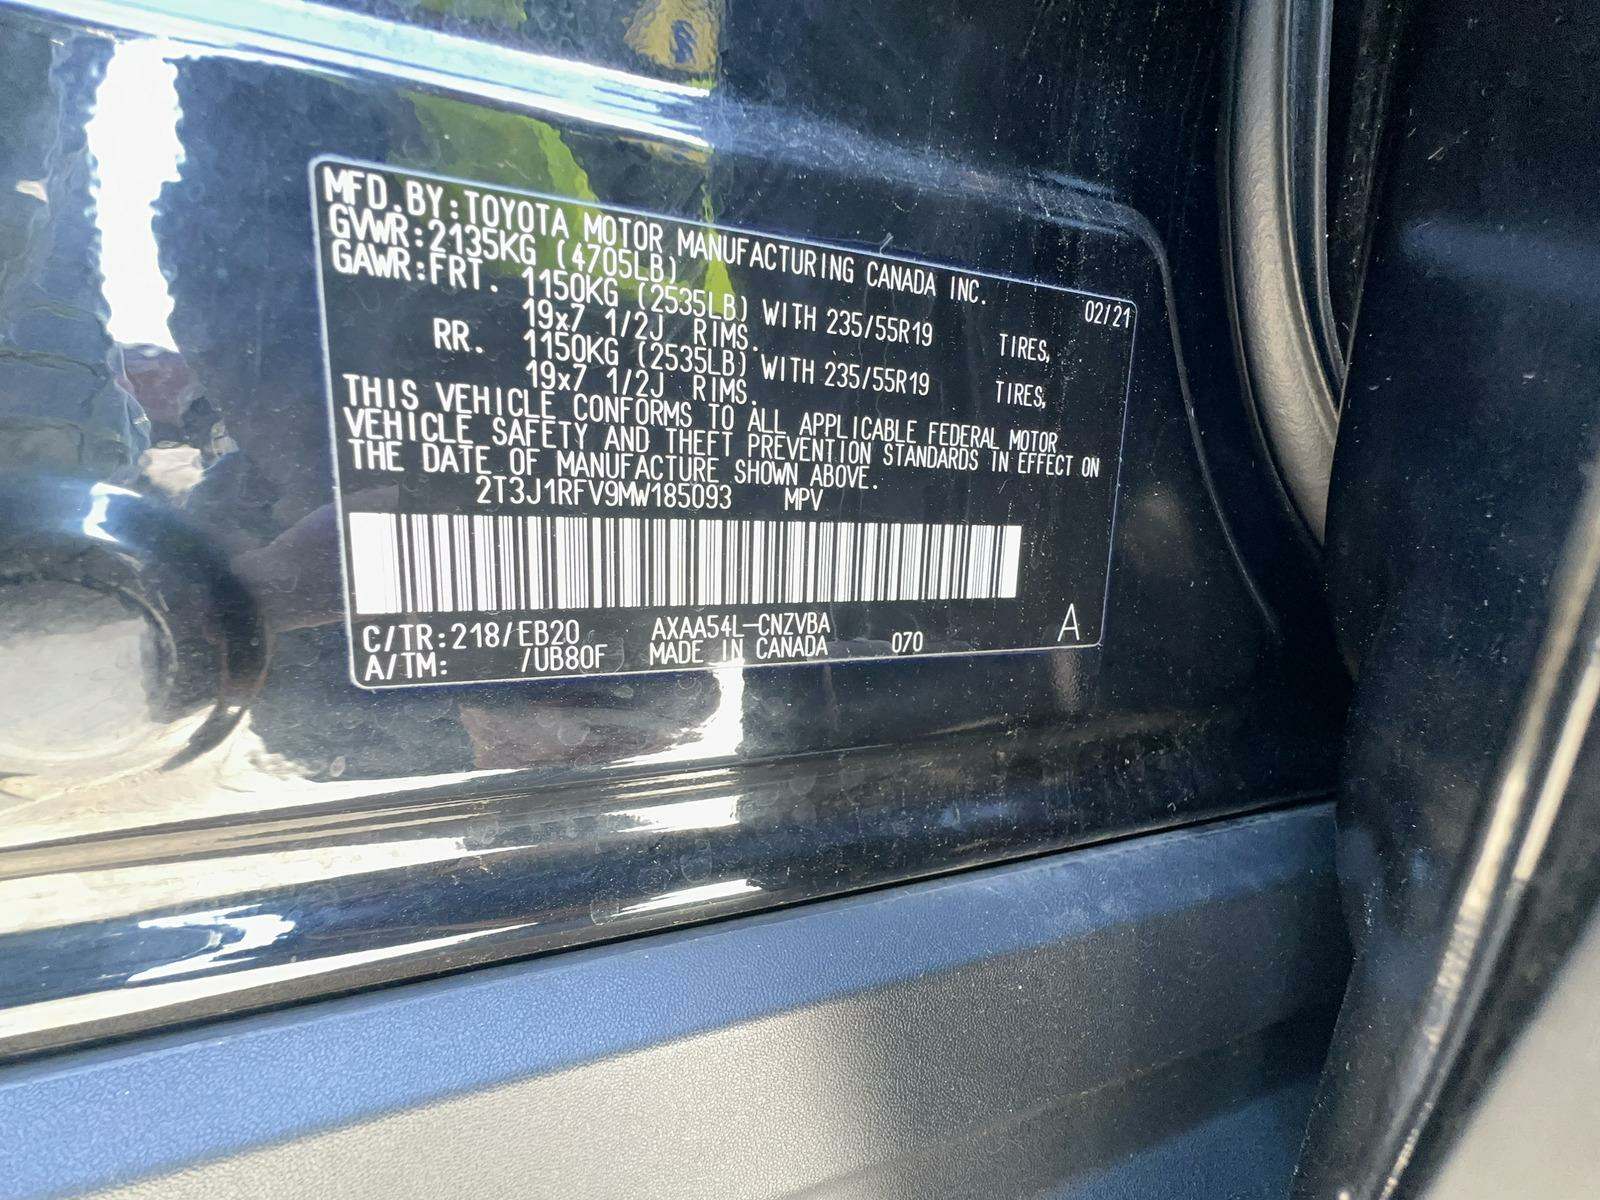 MFD.BY:TOYOTA MOTOR MANUFACTURING CANADA INC.
GVWR:2135KG (4705LB) 02/21
GAWR:FRT. 1150KG (2535LB) WITH 235/55R19 TIRES,
19x7 1/2J RIMS.
RR. 1150KG (2535LB) WITH 235/55R19 TIRES,
19x7 1/2J RIMS.
THIS VEHICLE CONFORMS TO ALL APPLICABLE FEDERAL MOTOR
VEHICLE SAFETY AND THEFT PREVENTION STANDARDS IN EFFECT ON
THE DATE OF MANUFACTURE SHOWN ABOVE.
2T3J1RFV9MW185093 MPV
C/TR:218/EB20 AXAA54L-CNZVBA 070 A
A/TM: /UB80F MADE IN CANADA